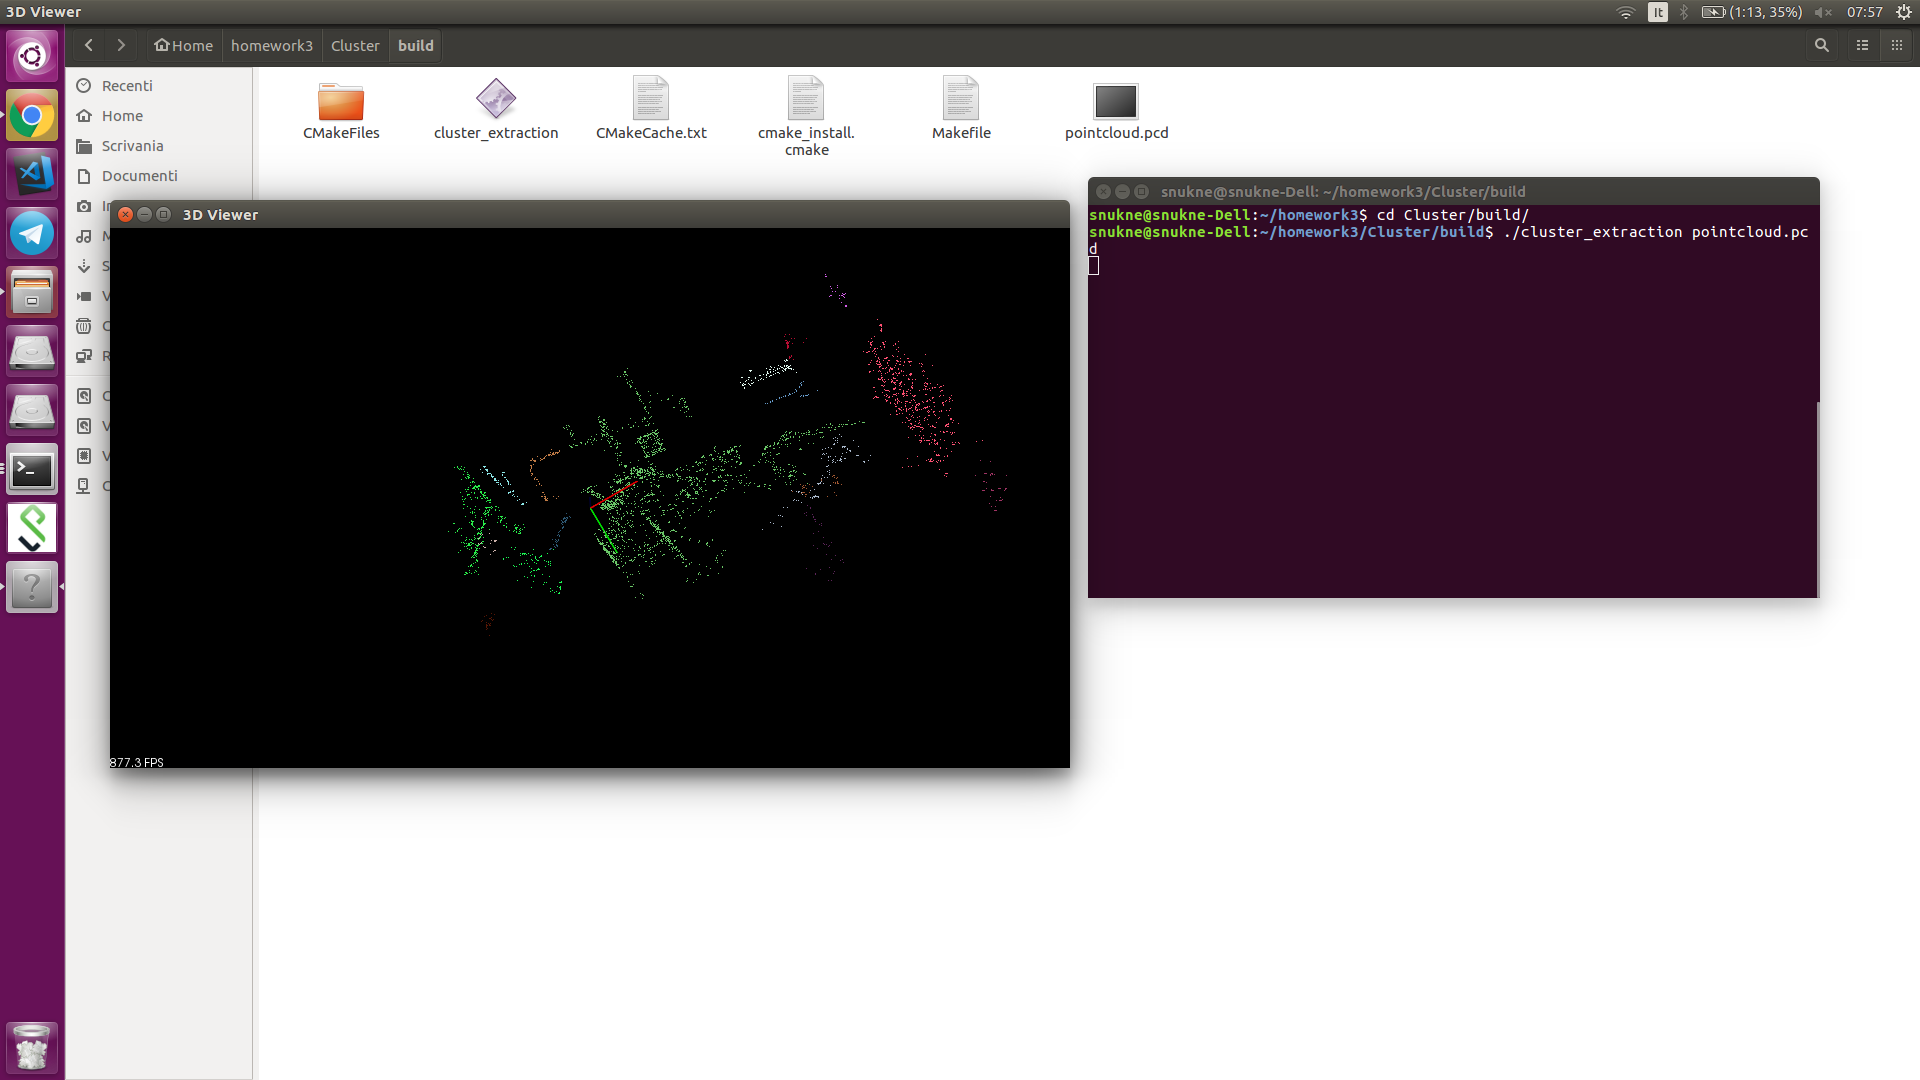 3D Viewer
It
(1:13, 35%)
07:57
Home
homework3
Cluster
build
Recenti
Home
Scrivania
Documenti
CMakeFiles
cluster_extraction
CMakeCache.txt
cmake_install.
cmake
Makefile
pointcloud.pcd
3D Viewer
877.3 FPS
snukne@snukne-Dell: ~/homework3/Cluster/build
snukne@snukne-Dell:~/homework3$ cd Cluster/build/
snukne@snukne-Dell:~/homework3/Cluster/build$ ./cluster_extraction pointcloud.pc
d